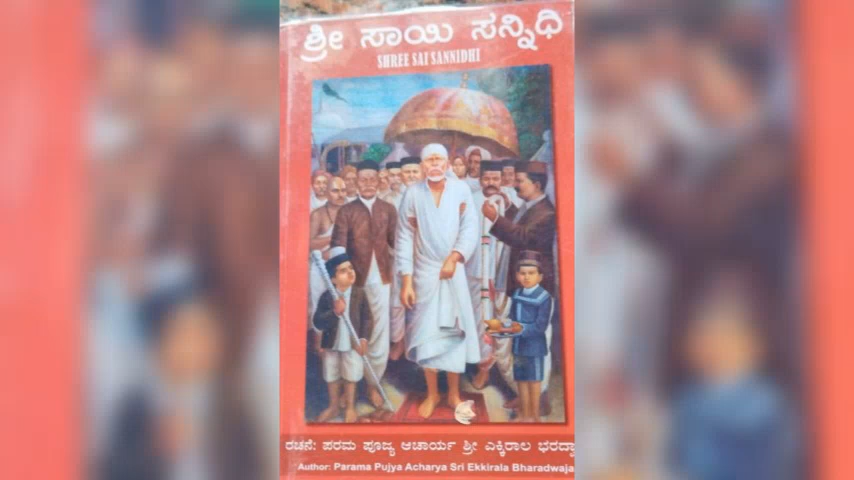 ಶ್ರೀ ಸಾಯಿ ಸನ್ನಿಧಿ
SHREE SAI SANNIDHI
ರಚನೆ: ಪರಮ ಪೂಜ್ಯ ಆಚಾರ್ಯ ಶ್ರೀ ಎಕ್ಕಿರಾಲ
Author: Parama Pujya Acharya Sri Ekkirala Bharadwaja